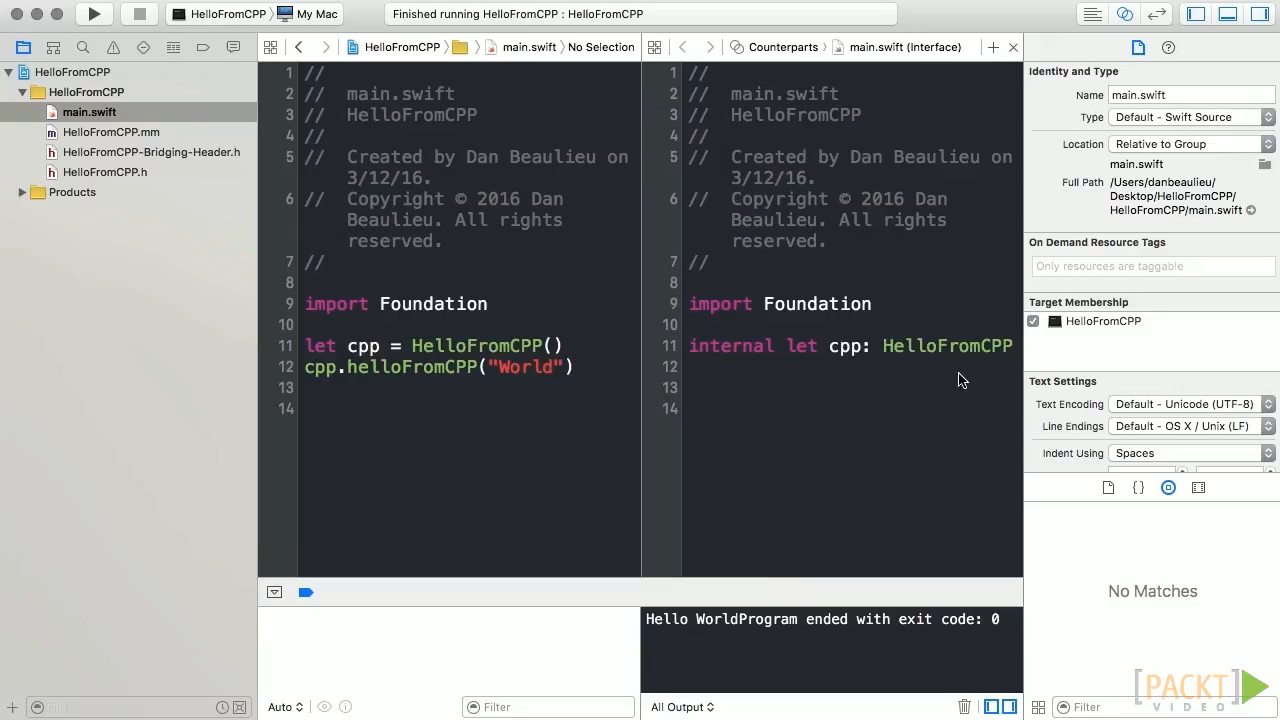 HelloFromCPP
My Mac
Finished running HelloFromCPP : HelloFromCPP
HelloFromCPP
HelloFromCPP
main.swift
HelloFromCPP.mm
HelloFromCPP-Bridging-Header.h
HelloFromCPP.h
Products
HelloFromCPP
main.swift
No Selection
1 //
2 // main.swift
3 // HelloFromCPP
4 //
5 // Created by Dan Beaulieu on
3/12/16.
6 // Copyright © 2016 Dan
Beaulieu. All rights
reserved.
7 //
8
9 import Foundation
10
11 let cpp = HelloFromCPP()
12 cpp.helloFromCPP("World")
13
14
Counterparts
main.swift (Interface)
1 //
2 // main.swift
3 // HelloFromCPP
4 //
5 // Created by Dan Beaulieu on
3/12/16.
6 // Copyright © 2016 Dan
Beaulieu. All rights
reserved.
7 //
8
9 import Foundation
10
11 internal let cpp: HelloFromCPP
12
13
14
Auto
Filter
Hello WorldProgram ended with exit code: 0
All Output
Identity and Type
Name main.swift
Type Default - Swift Source
Location Relative to Group
main.swift
Full Path /Users/danbeaulieu/
Desktop/HelloFromCPP/
HelloFromCPP/main.swift
On Demand Resource Tags
Only resources are taggable
Target Membership
HelloFromCPP
Text Settings
Text Encoding Default - Unicode (UTF-8)
Line Endings Default - OS X / Unix (LF)
Indent Using Spaces
No Matches
Filter
[PACKT]
VIDEO